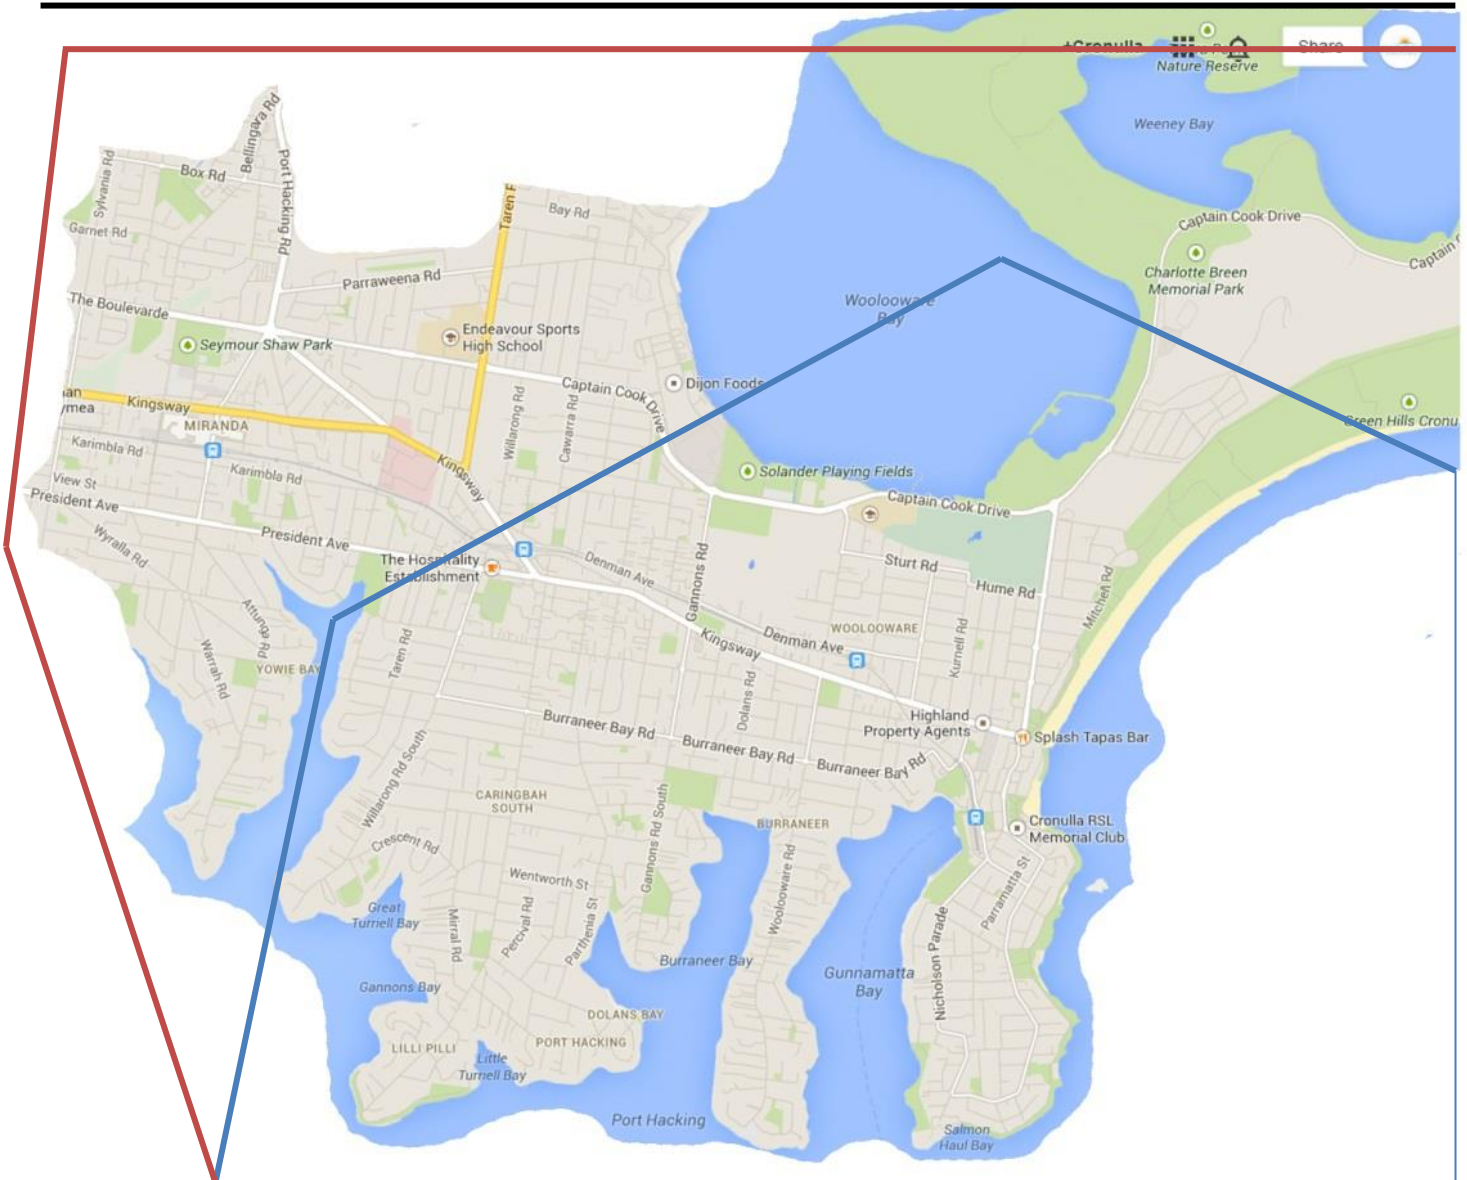 +Cronulla
Share
Nature Reserve
Weeney Bay
Bellingara Rd
Box Rd
Sylvania Rd
Port Hacking Rd
Garnet Rd
Bay Rd
Captain Cook Drive
Captain
Charlotte Breen
Memorial Park
Parraweena Rd
The Boulevarde
Woolooware
Bay
Endeavour Sports
High School
Seymour Shaw Park
Dijon Foods
Captain Cook Drive
Kingsway
ymea
MIRANDA
Willarong Rd
Cawarra Rd
Green Hills Cronu
Karimbla Rd
Karimbla Rd
Kingsway
View St
President Ave
Solander Playing Fields
Captain Cook Drive
Wyralla Rd
President Ave
The Hospitality
Establishment
Denman Ave
Gannons Rd
Sturt Rd
Hume Rd
Mitchell Rd
Attunga Rd
Warrah Rd
YOWIE BAY
Taren Rd
Kingsway
Denman Ave
WOOLOOWARE
Kurnell Rd
Dolans Rd
Burraneer Bay Rd
Burraneer Bay Rd
Burraneer Bay Rd
Highland
Property Agents
Splash Tapas Bar
Willarong Rd South
CARINGBAH
SOUTH
Gannons Rd South
BURRANEER
Cronulla RSL
Memorial Club
Crescent Rd
Wentworth St
Woolooware Rd
Parramatta St
Great
Turriell Bay
Mirral Rd
Percival Rd
Parthenia St
Nicholson Parade
Burraneer Bay
Gunnamatta
Bay
Gannons Bay
DOLANS BAY
LILLI PILLI
PORT HACKING
Little
Turriell Bay
Port Hacking
Salmon
Haul Bay